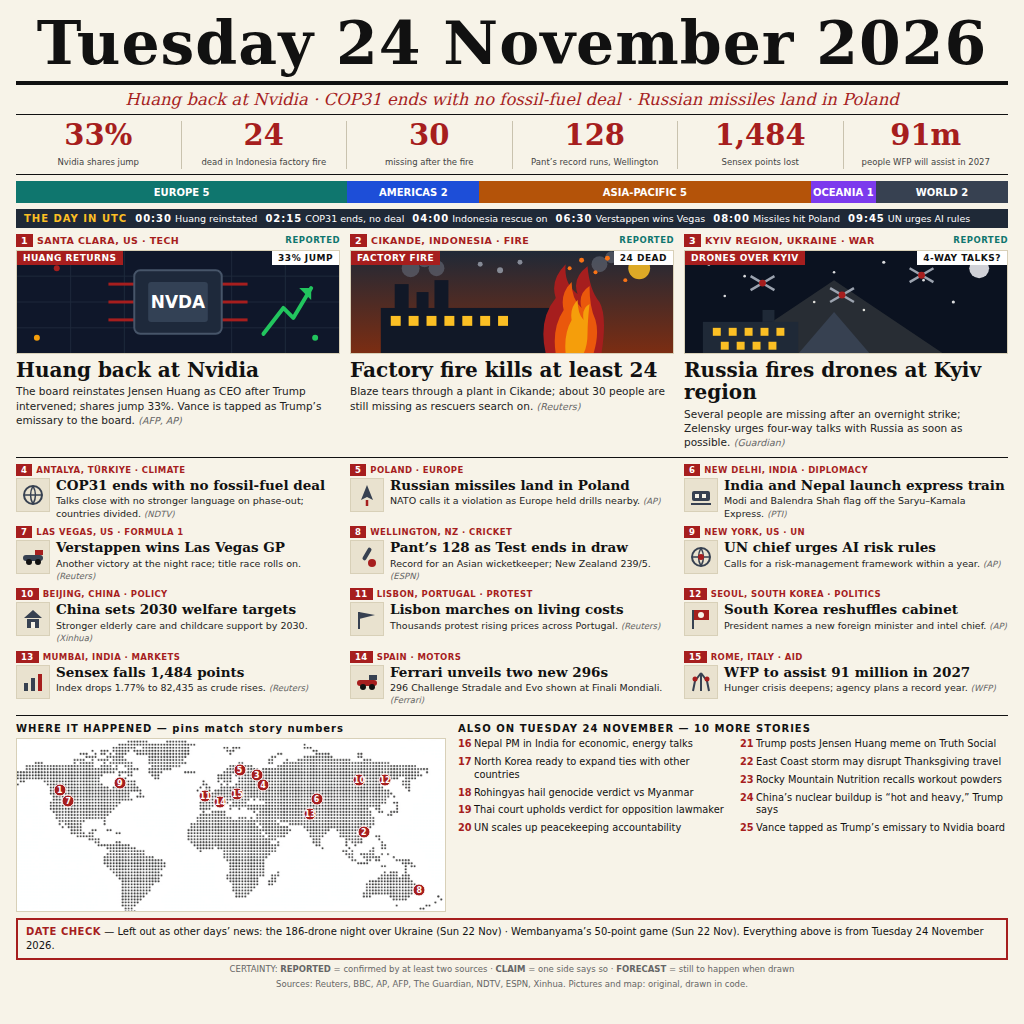 Tuesday 24 November 2026
Huang back at Nvidia · COP31 ends with no fossil-fuel deal · Russian missiles land in Poland
33%
Nvidia shares jump
24
dead in Indonesia factory fire
30
missing after the fire
128
Pant’s record runs, Wellington
1,484
Sensex points lost
91m
people WFP will assist in 2027
EUROPE 5
AMERICAS 2
ASIA-PACIFIC 5
OCEANIA 1
WORLD 2
THE DAY IN UTC 00:30 Huang reinstated 02:15 COP31 ends, no deal 04:00 Indonesia rescue on 06:30 Verstappen wins Vegas 08:00 Missiles hit Poland 09:45 UN urges AI rules
1 SANTA CLARA, US · TECH REPORTED
HUANG RETURNS
33% JUMP
NVDA
Huang back at Nvidia
The board reinstates Jensen Huang as CEO after Trump
intervened; shares jump 33%. Vance is tapped as Trump’s
emissary to the board. (AFP, AP)
2 CIKANDE, INDONESIA · FIRE REPORTED
FACTORY FIRE
24 DEAD
Factory fire kills at least 24
Blaze tears through a plant in Cikande; about 30 people are
still missing as rescuers search on. (Reuters)
3 KYIV REGION, UKRAINE · WAR REPORTED
DRONES OVER KYIV
4-WAY TALKS?
Russia fires drones at Kyiv
region
Several people are missing after an overnight strike;
Zelensky urges four-way talks with Russia as soon as
possible. (Guardian)
4 ANTALYA, TÜRKIYE · CLIMATE
COP31 ends with no fossil-fuel deal
Talks close with no stronger language on phase-out;
countries divided. (NDTV)
5 POLAND · EUROPE
Russian missiles land in Poland
NATO calls it a violation as Europe held drills nearby. (AP)
6 NEW DELHI, INDIA · DIPLOMACY
India and Nepal launch express train
Modi and Balendra Shah flag off the Saryu–Kamala
Express. (PTI)
7 LAS VEGAS, US · FORMULA 1
Verstappen wins Las Vegas GP
Another victory at the night race; title race rolls on.
(Reuters)
8 WELLINGTON, NZ · CRICKET
Pant’s 128 as Test ends in draw
Record for an Asian wicketkeeper; New Zealand 239/5.
(ESPN)
9 NEW YORK, US · UN
UN chief urges AI risk rules
Calls for a risk-management framework within a year. (AP)
10 BEIJING, CHINA · POLICY
China sets 2030 welfare targets
Stronger elderly care and childcare support by 2030.
(Xinhua)
11 LISBON, PORTUGAL · PROTEST
Lisbon marches on living costs
Thousands protest rising prices across Portugal. (Reuters)
12 SEOUL, SOUTH KOREA · POLITICS
South Korea reshuffles cabinet
President names a new foreign minister and intel chief. (AP)
13 MUMBAI, INDIA · MARKETS
Sensex falls 1,484 points
Index drops 1.77% to 82,435 as crude rises. (Reuters)
14 SPAIN · MOTORS
Ferrari unveils two new 296s
296 Challenge Stradale and Evo shown at Finali Mondiali.
(Ferrari)
15 ROME, ITALY · AID
WFP to assist 91 million in 2027
Hunger crisis deepens; agency plans a record year. (WFP)
WHERE IT HAPPENED — pins match story numbers
5
3
4
9
1
7
11
14
15
6
13
10
12
2
8
ALSO ON TUESDAY 24 NOVEMBER — 10 MORE STORIES
16 Nepal PM in India for economic, energy talks
17 North Korea ready to expand ties with other
countries
18 Rohingyas hail genocide verdict vs Myanmar
19 Thai court upholds verdict for opposition lawmaker
20 UN scales up peacekeeping accountability
21 Trump posts Jensen Huang meme on Truth Social
22 East Coast storm may disrupt Thanksgiving travel
23 Rocky Mountain Nutrition recalls workout powders
24 China’s nuclear buildup is “hot and heavy,” Trump
says
25 Vance tapped as Trump’s emissary to Nvidia board
DATE CHECK — Left out as other days’ news: the 186-drone night over Ukraine (Sun 22 Nov) · Wembanyama’s 50-point game (Sun 22 Nov). Everything above is from Tuesday 24 November
2026.
CERTAINTY: REPORTED = confirmed by at least two sources · CLAIM = one side says so · FORECAST = still to happen when drawn
Sources: Reuters, BBC, AP, AFP, The Guardian, NDTV, ESPN, Xinhua. Pictures and map: original, drawn in code.